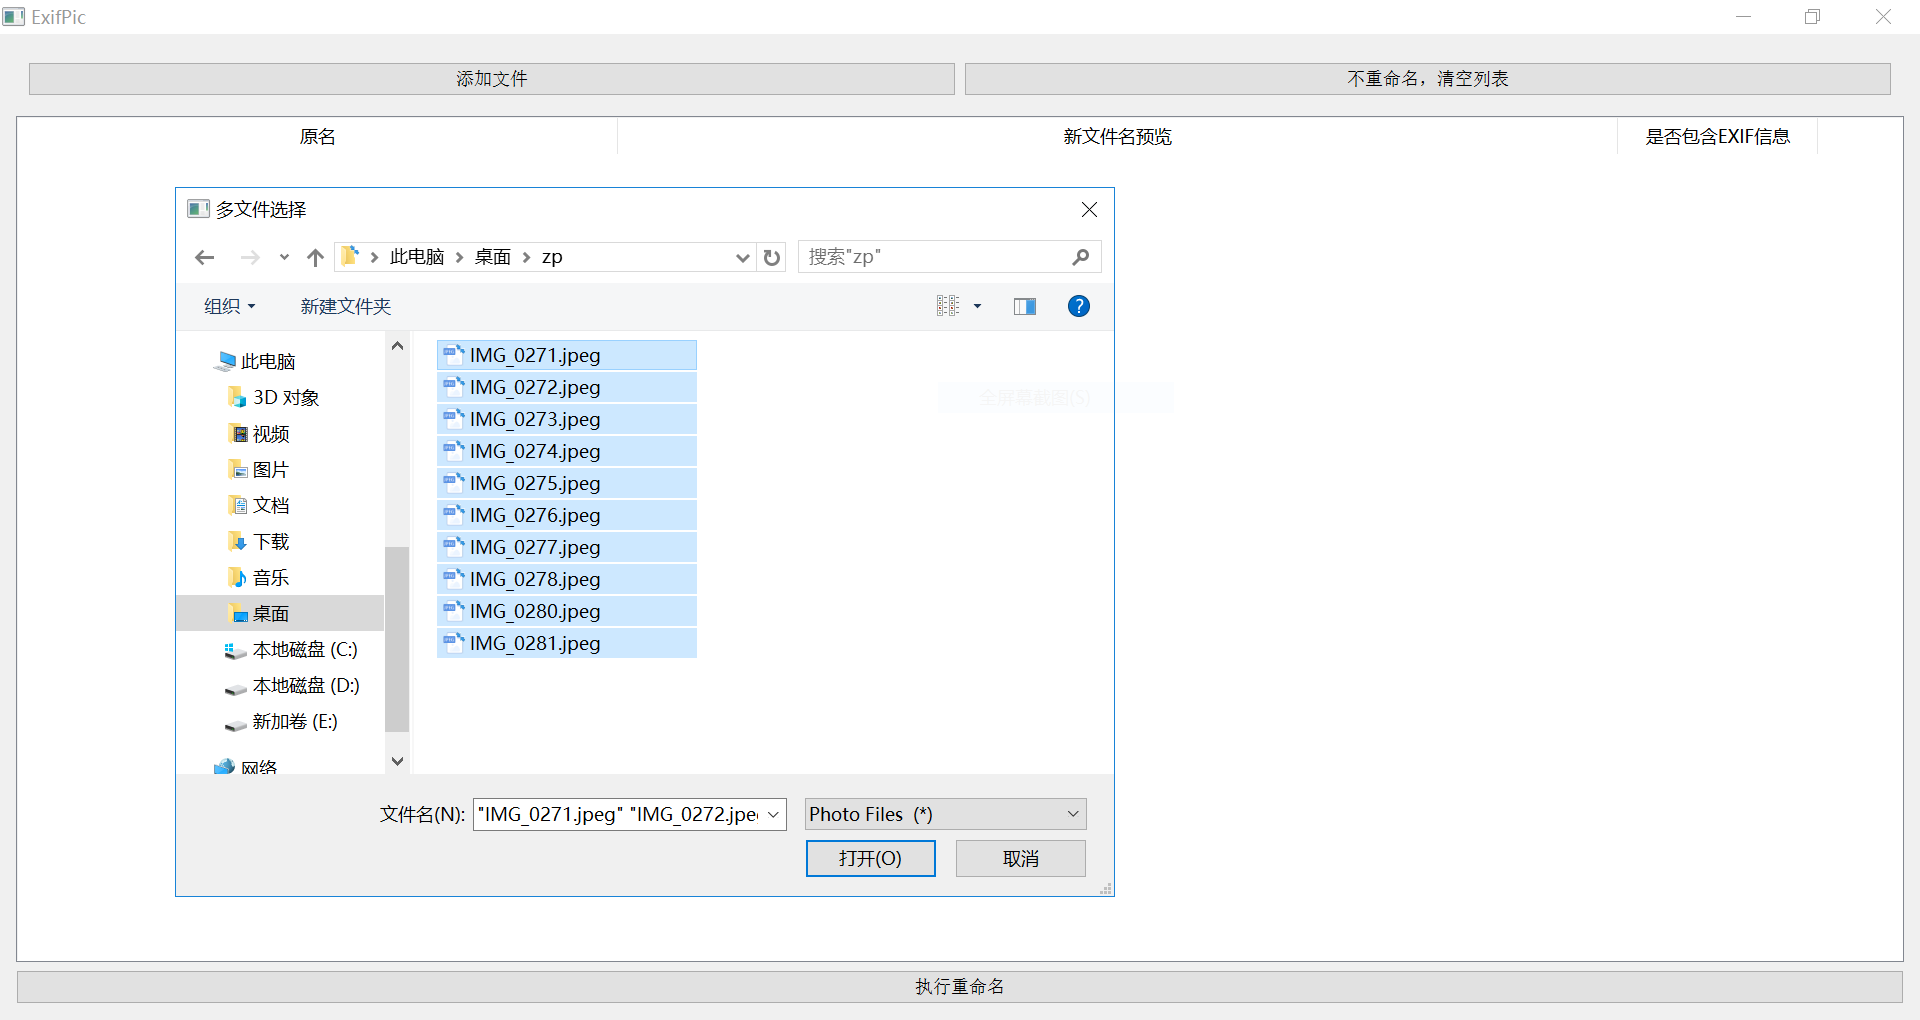 ExifPic
添加文件
不重命名，清空列表
原名
新文件名预览
是否包含EXIF信息
多文件选择
此电脑
桌面
zp
搜索"zp"
组织
新建文件夹
?
此电脑
3D 对象
视频
图片
文档
下载
音乐
桌面
本地磁盘 (C:)
本地磁盘 (D:)
新加卷 (E:)
网络
IMG_0271.jpeg
IMG_0272.jpeg
IMG_0273.jpeg
IMG_0274.jpeg
IMG_0275.jpeg
IMG_0276.jpeg
IMG_0277.jpeg
IMG_0278.jpeg
IMG_0280.jpeg
IMG_0281.jpeg
全屏幕截图(S)
文件名(N):
"IMG_0271.jpeg" "IMG_0272.jpe
Photo Files  (*)
打开(O)
取消
执行重命名